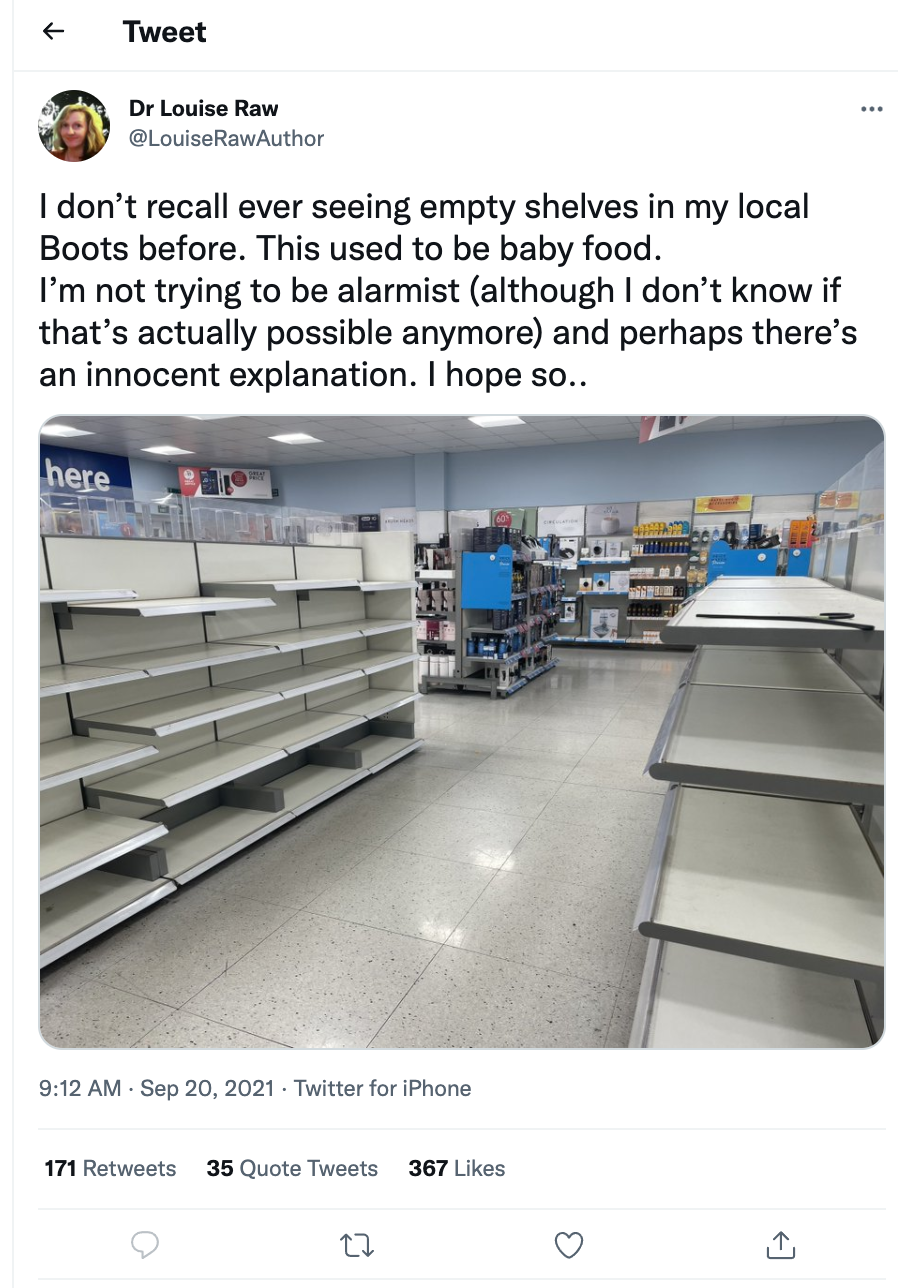 Tweet
Dr Louise Raw
@LouiseRawAuthor
I don’t recall ever seeing empty shelves in my local
Boots before. This used to be baby food.
I’m not trying to be alarmist (although I don’t know if
that’s actually possible anymore) and perhaps there’s
an innocent explanation. I hope so..
here
GREAT
PRICE
60%
CIRCULATION
9:12 AM · Sep 20, 2021 · Twitter for iPhone
171 Retweets 35 Quote Tweets 367 Likes